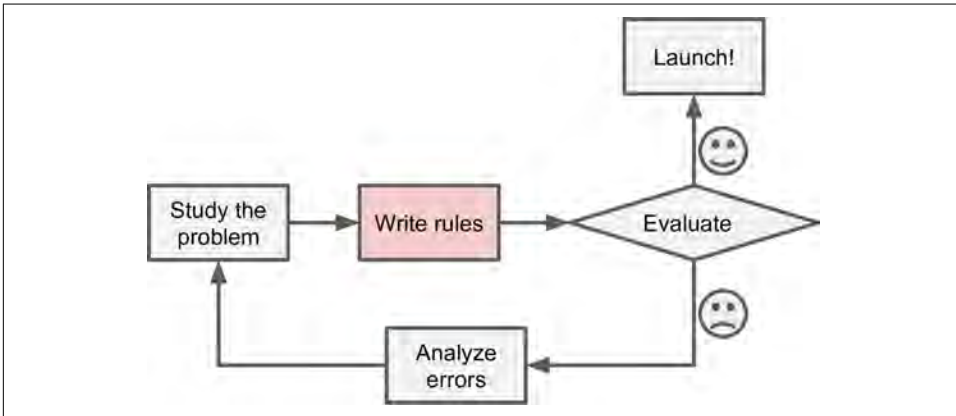 Launch!
Study the
problem
Write rules
Evaluate
Analyze
errors